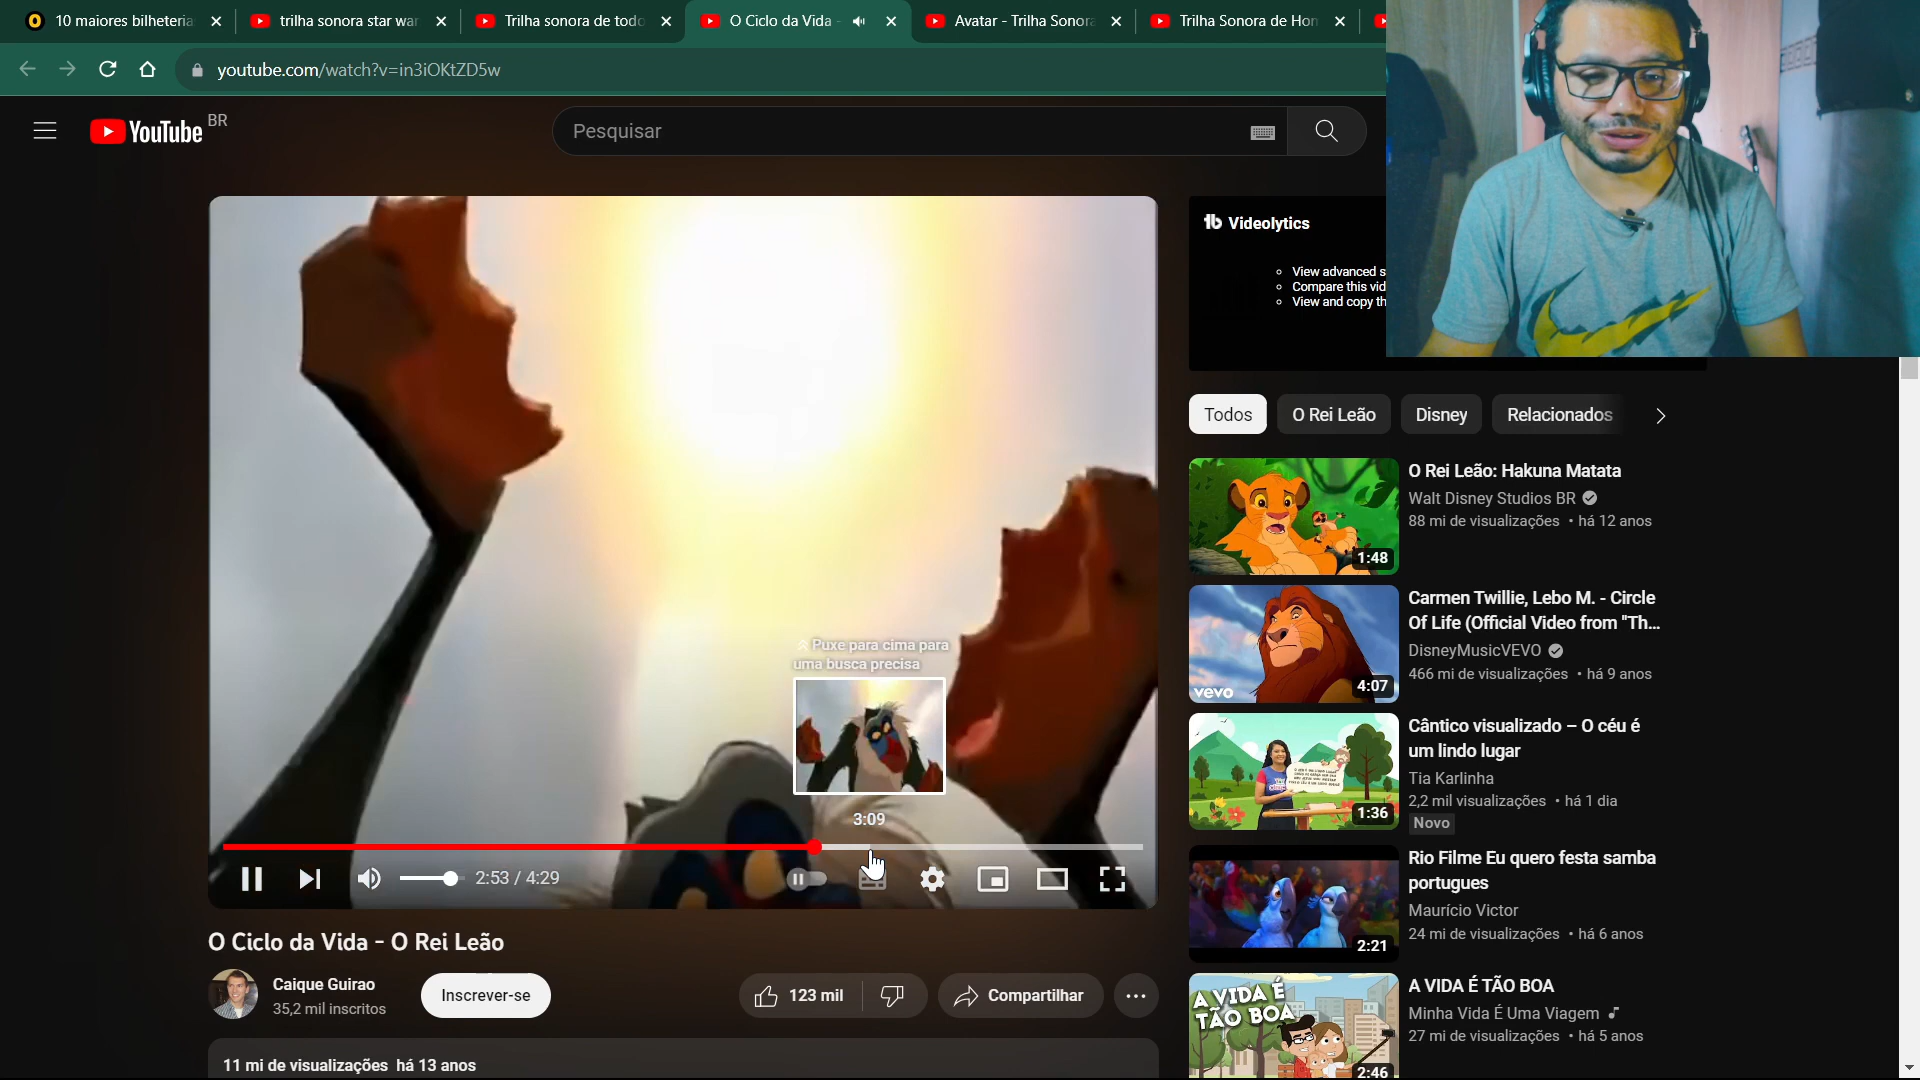 10 maiores bilheteria
trilha sonora star war
Trilha sonora de todo
O Ciclo da Vida -
Avatar - Trilha Sonora
Trilha Sonora de Hom
youtube.com/watch?v=in3iOKtZD5w
YouTube BR
Pesquisar
tb Videolytics
View advanced s
Compare this vid
View and copy th
Todos
O Rei Leão
Disney
Relacionados
O Rei Leão: Hakuna Matata
Walt Disney Studios BR
88 mi de visualizações • há 12 anos
1:48
Carmen Twillie, Lebo M. - Circle
Of Life (Official Video from "Th...
DisneyMusicVEVO
466 mi de visualizações • há 9 anos
vevo
4:07
Cântico visualizado – O céu é
um lindo lugar
Tia Karlinha
2,2 mil visualizações • há 1 dia
Novo
1:36
Rio Filme Eu quero festa samba
portugues
Maurício Victor
24 mi de visualizações • há 6 anos
2:21
A VIDA É TÃO BOA
Minha Vida É Uma Viagem
27 mi de visualizações • há 5 anos
A VIDA É
TÃO BOA
2:46
Puxe para cima para
uma busca precisa
3:09
2:53 / 4:29
O Ciclo da Vida - O Rei Leão
Caique Guirao
35,2 mil inscritos
Inscrever-se
123 mil
Compartilhar
11 mi de visualizações há 13 anos